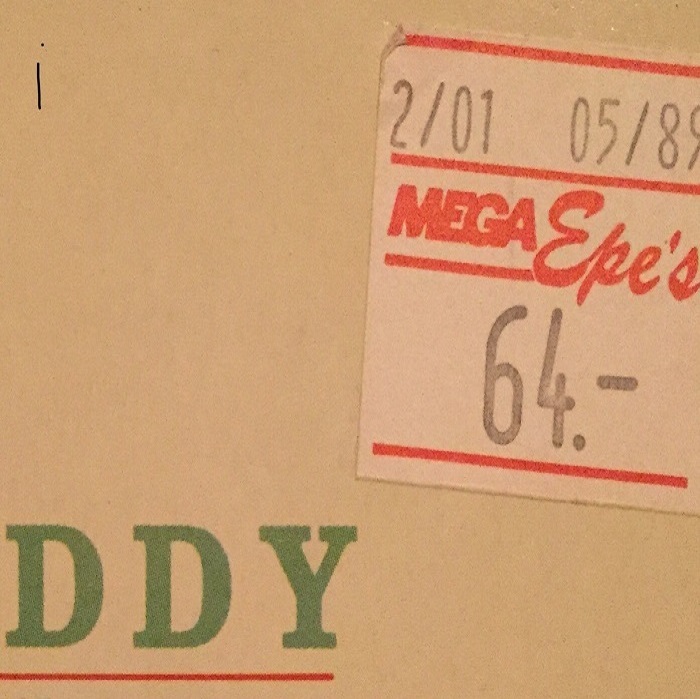 i
2/01 05/89
MEGA Epe's
64.-
DDY